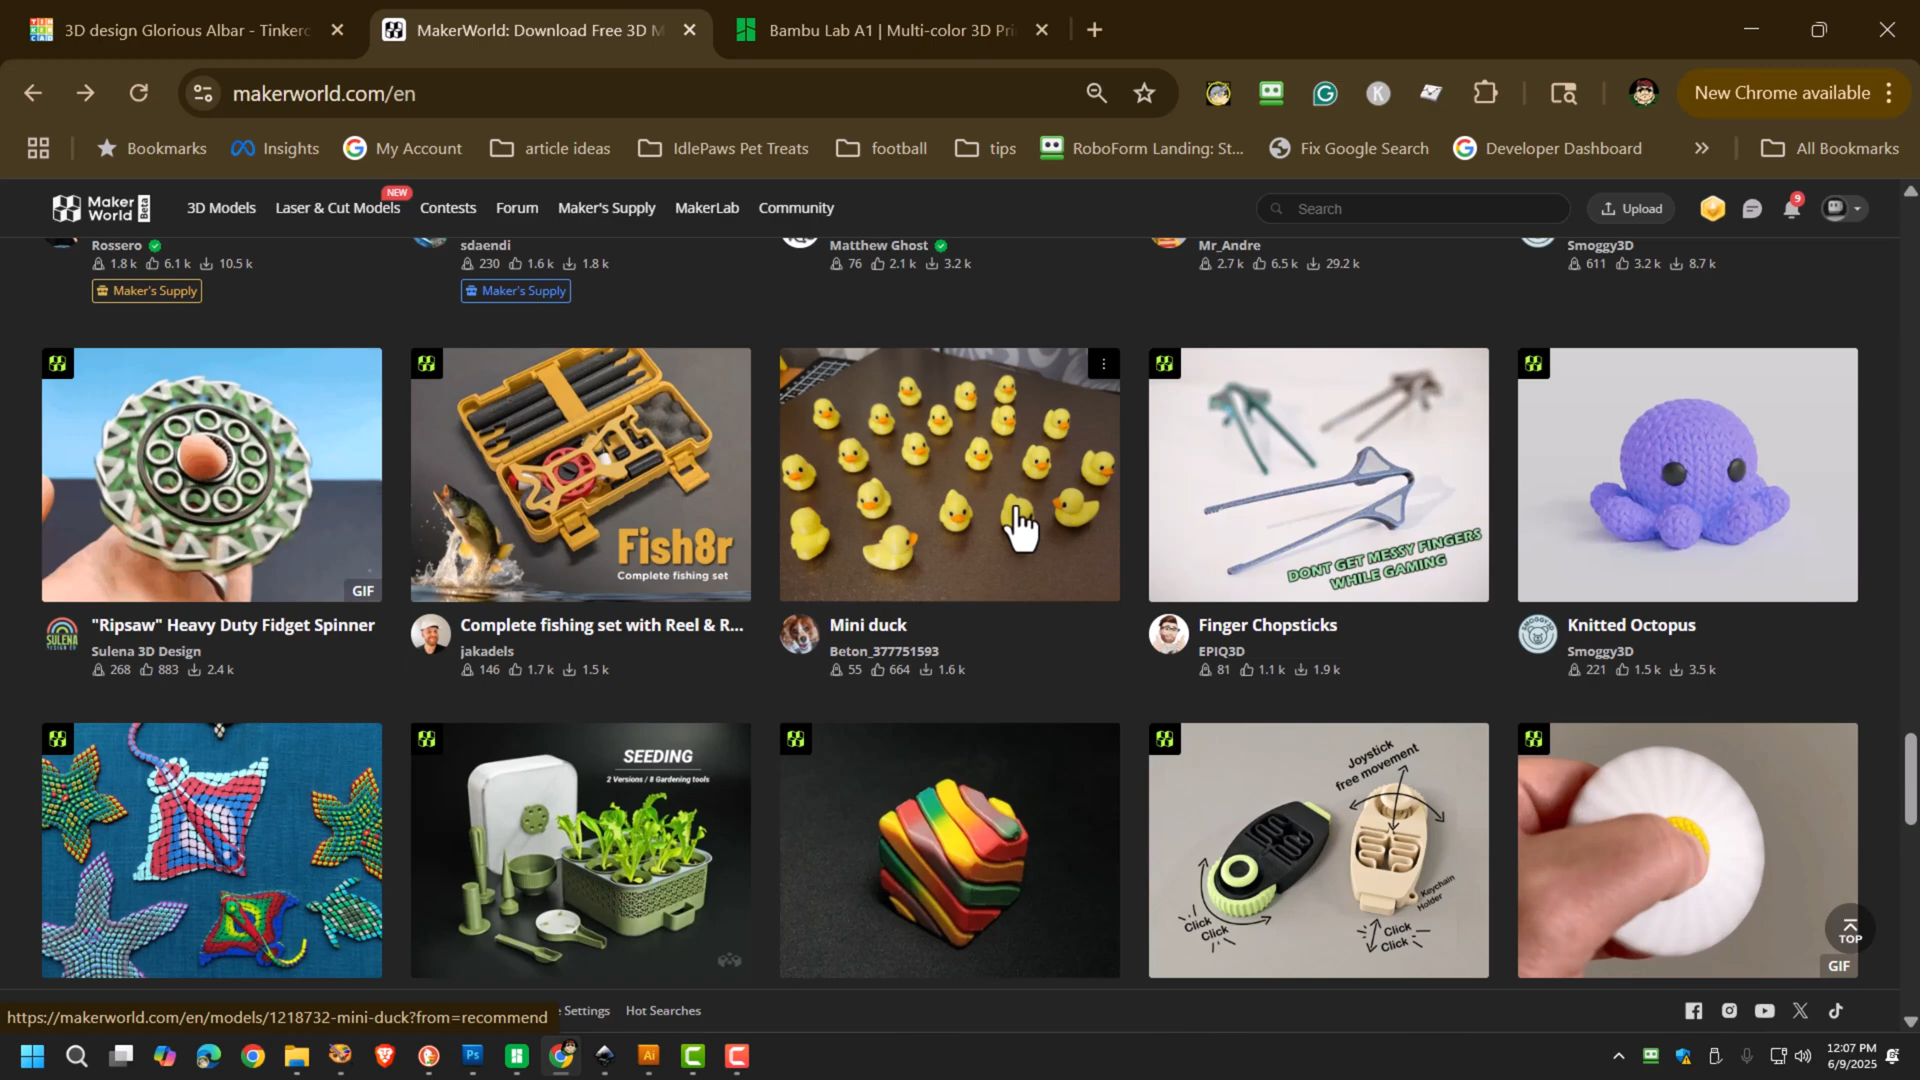 3D design Glorious Albar - Tinkerc
MakerWorld: Download Free 3D M
Bambu Lab A1 | Multi-color 3D Pri
makerworld.com/en
New Chrome available
Bookmarks
Insights
My Account
article ideas
IdlePaws Pet Treats
football
tips
RoboForm Landing: St...
Fix Google Search
Developer Dashboard
All Bookmarks
Maker World Beta
3D Models
Laser & Cut Models
NEW
Contests
Forum
Maker's Supply
MakerLab
Community
Search
Upload
9
Rossero
1.8 k 6.1 k 10.5 k
Maker's Supply
sdaendi
230 1.6 k 1.8 k
Maker's Supply
Matthew Ghost
76 2.1 k 3.2 k
Mr_Andre
2.7 k 6.5 k 29.2 k
Smoggy3D
611 3.2 k 8.7 k
GIF
Fish8r
Complete fishing set
DONT GET MESSY FINGERS
WHILE GAMING
SULENA
"Ripsaw" Heavy Duty Fidget Spinner
Sulena 3D Design
268 883 2.4 k
Complete fishing set with Reel & R...
jakadels
146 1.7 k 1.5 k
Mini duck
Beton_377751593
55 664 1.6 k
Finger Chopsticks
EPIQ3D
81 1.1 k 1.9 k
Knitted Octopus
Smoggy3D
221 1.5 k 3.5 k
SEEDING
2 Versions / 8 Gardening tools
Joystick
free movement
Keychain
Holder
Click
Click
Click
Click
TOP
GIF
https://makerworld.com/en/models/1218732-mini-duck?from=recommend
Settings
Hot Searches
Ps
Ai
12:07 PM
6/9/2025